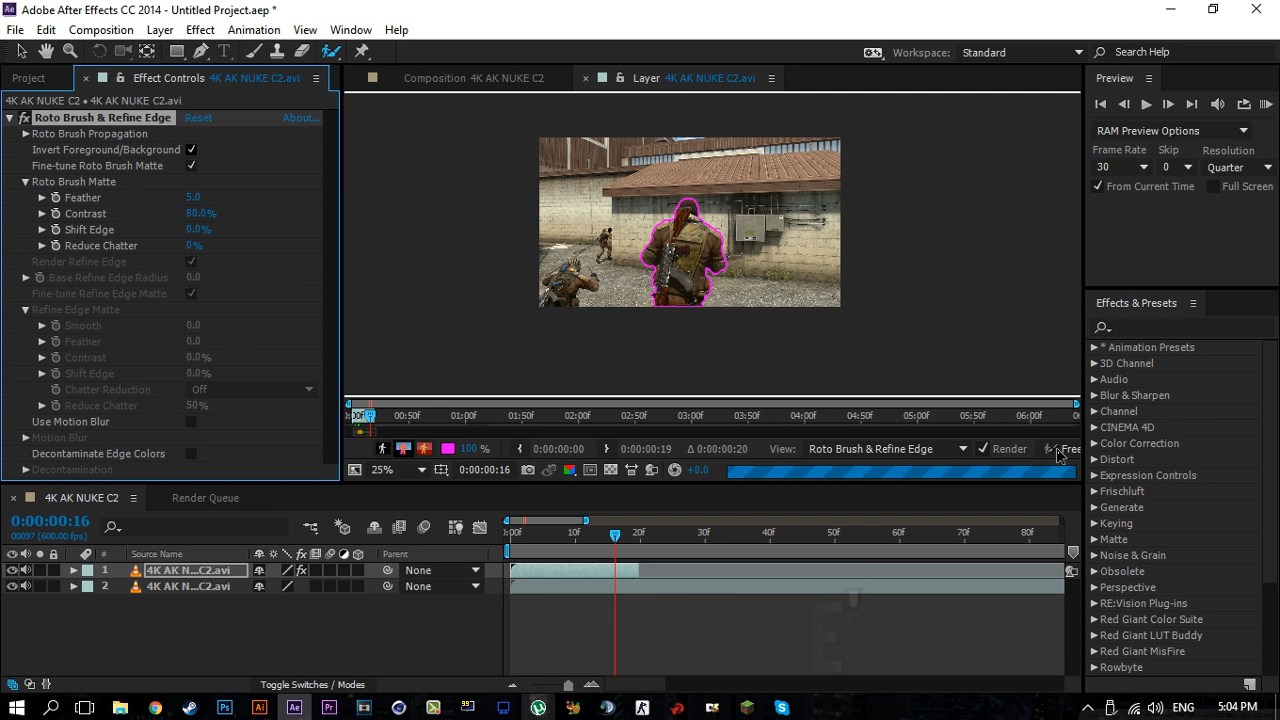 Ae Adobe After Effects CC 2014 - Untitled Project.aep *
File Edit Composition Layer Effect Animation View Window Help
Workspace: Standard Search Help
Project Effect Controls 4K AK NUKE C2.avi Composition 4K AK NUKE C2 Layer 4K AK NUKE C2.avi Preview
4K AK NUKE C2 • 4K AK NUKE C2.avi
fx Roto Brush & Refine Edge Reset About...
Roto Brush Propagation
Invert Foreground/Background
Fine-tune Roto Brush Matte
Roto Brush Matte
Feather 5.0
Contrast 80.0%
Shift Edge 0.0%
Reduce Chatter 0%
Render Refine Edge
Base Refine Edge Radius 0.0
Fine-tune Refine Edge Matte
Refine Edge Matte
Smooth 0.0
Feather 0.0
Contrast 0.0%
Shift Edge 0.0%
Chatter Reduction Off
Reduce Chatter 50%
Use Motion Blur
Motion Blur
Decontaminate Edge Colors
Decontamination
RAM Preview Options
Frame Rate Skip Resolution
30 0 Quarter
From Current Time Full Screen
Effects & Presets
* Animation Presets
3D Channel
Audio
Blur & Sharpen
Channel
CINEMA 4D
Color Correction
Distort
Expression Controls
Frischluft
Generate
Keying
Matte
Noise & Grain
Obsolete
Perspective
RE:Vision Plug-ins
Red Giant Color Suite
Red Giant LUT Buddy
Red Giant MisFire
Rowbyte
:00f 00:50f 01:00f 01:50f 02:00f 02:50f 03:00f 03:50f 04:00f 04:50f 05:00f 05:50f 06:00f
100 % 0:00:00:00 0:00:00:19 Δ 0:00:00:20 View: Roto Brush & Refine Edge Render Free
25% 0:00:00:16 +0.0
4K AK NUKE C2 Render Queue
0:00:00:16
00097 (600.00 fps)
:00f 10f 20f 30f 40f 50f 60f 70f 80f
# Source Name fx Parent
1 4K AK N...C2.avi fx None
2 4K AK N...C2.avi None
Toggle Switches / Modes
Ps Ai Ae Pr
5:04 PM